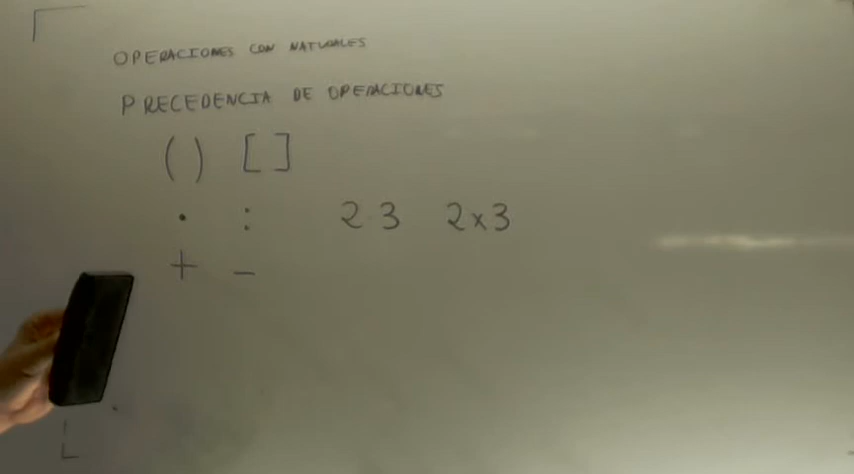 OPERACIONES CON NATURALES
PRECEDENCIA DE OPERACIONES
( ) [ ]
· : 2·3 2x3
+ −